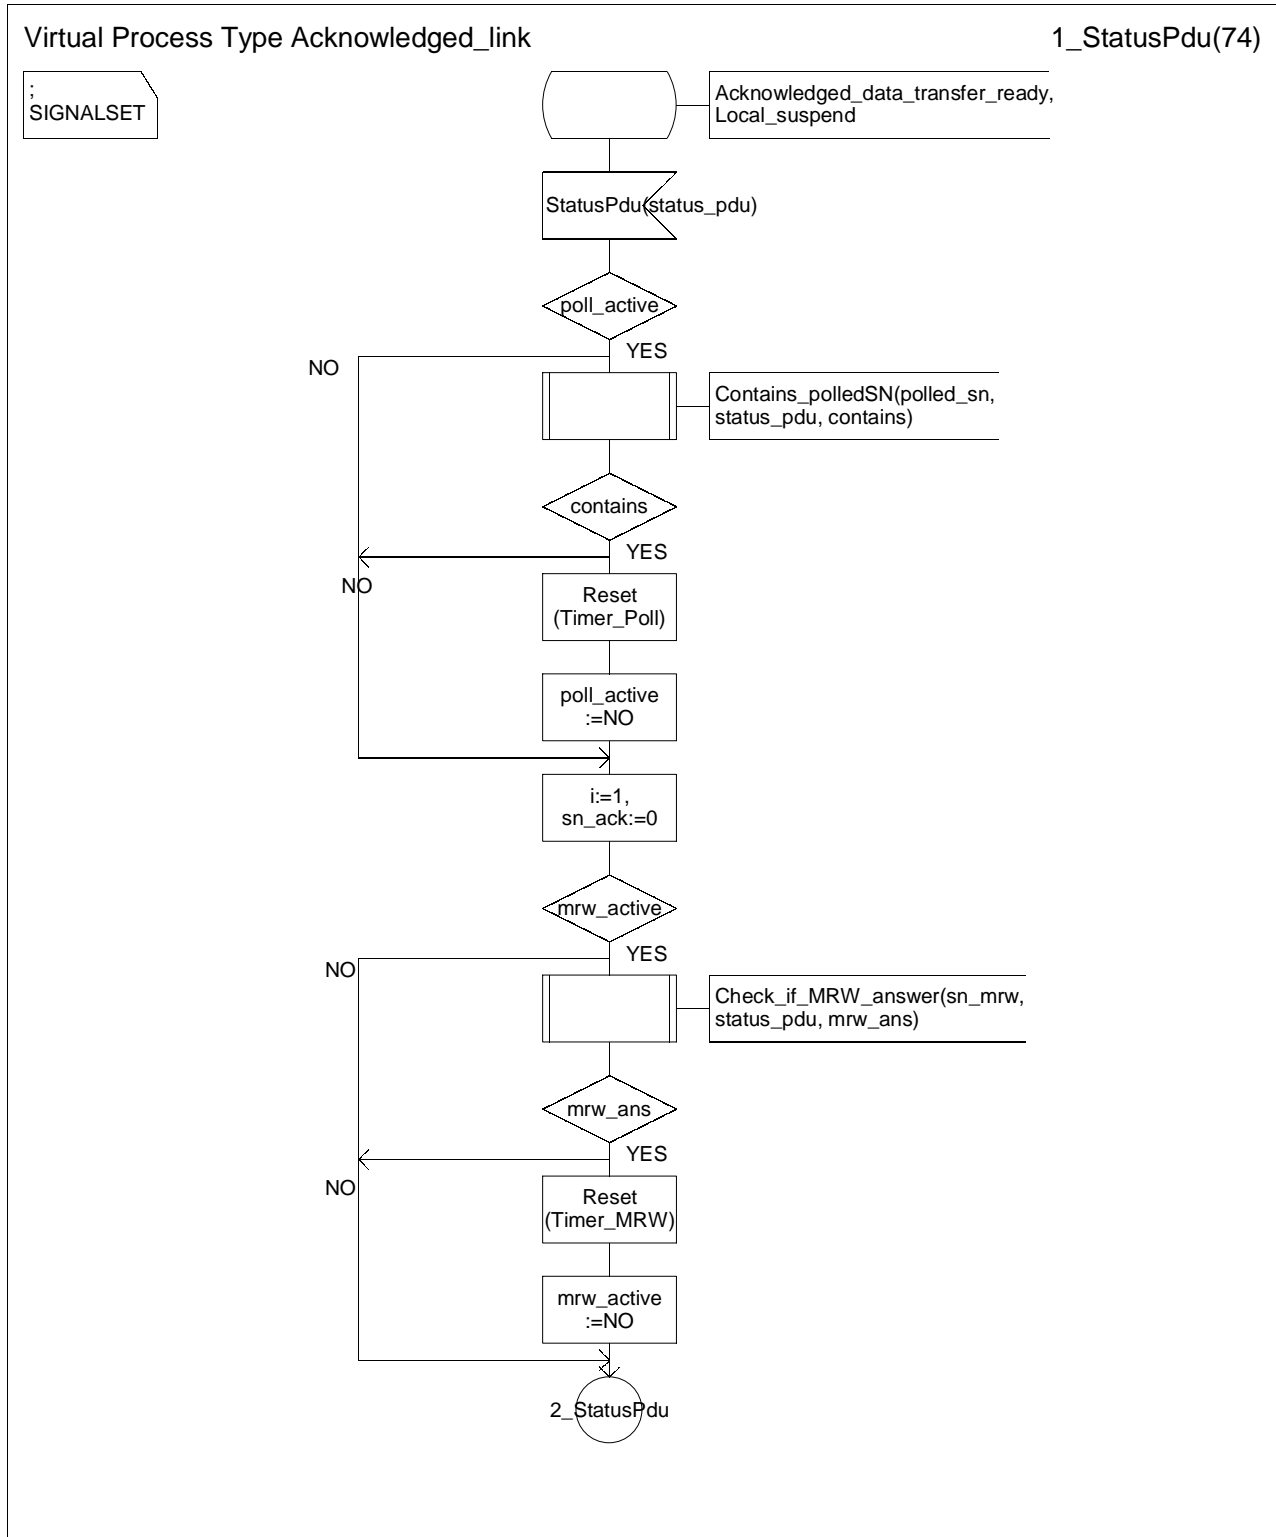 Virtual Process Type Acknowledged_link
1_StatusPdu(74)
;
SIGNALSET
Acknowledged_data_transfer_ready,
Local_suspend
StatusPdu(status_pdu)
poll_active
YES
NO
Contains_polledSN(polled_sn,
status_pdu, contains)
contains
YES
NO
Reset
(Timer_Poll)
poll_active
:=NO
i:=1,
sn_ack:=0
mrw_active
YES
NO
Check_if_MRW_answer(sn_mrw,
status_pdu, mrw_ans)
mrw_ans
YES
NO
Reset
(Timer_MRW)
mrw_active
:=NO
2_StatusPdu